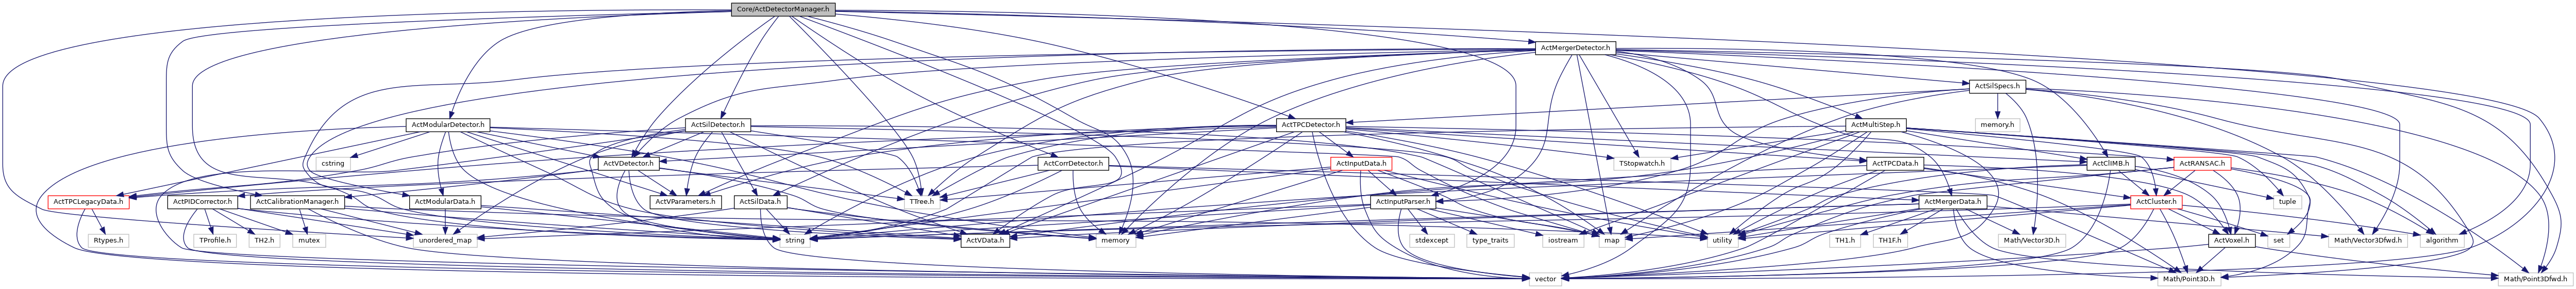 Core/ActDetectorManager.h
ActMergerDetector.h
ActSilSpecs.h
ActModularDetector.h
ActSilDetector.h
ActTPCDetector.h
memory.h
ActMultiStep.h
cstring
ActVDetector.h
ActCorrDetector.h
ActInputData.h
TStopwatch.h
ActTPCData.h
ActClIMB.h
ActRANSAC.h
ActTPCLegacyData.h
ActPIDCorrector.h
ActCalibrationManager.h
ActModularData.h
ActVParameters.h
ActSilData.h
TTree.h
ActInputParser.h
ActMergerData.h
ActCluster.h
tuple
Rtypes.h
TProfile.h
TH2.h
mutex
unordered_map
string
ActVData.h
memory
stdexcept
type_traits
iostream
map
utility
TH1.h
TH1F.h
Math/Vector3D.h
ActVoxel.h
set
Math/Vector3Dfwd.h
algorithm
vector
Math/Point3D.h
Math/Point3Dfwd.h